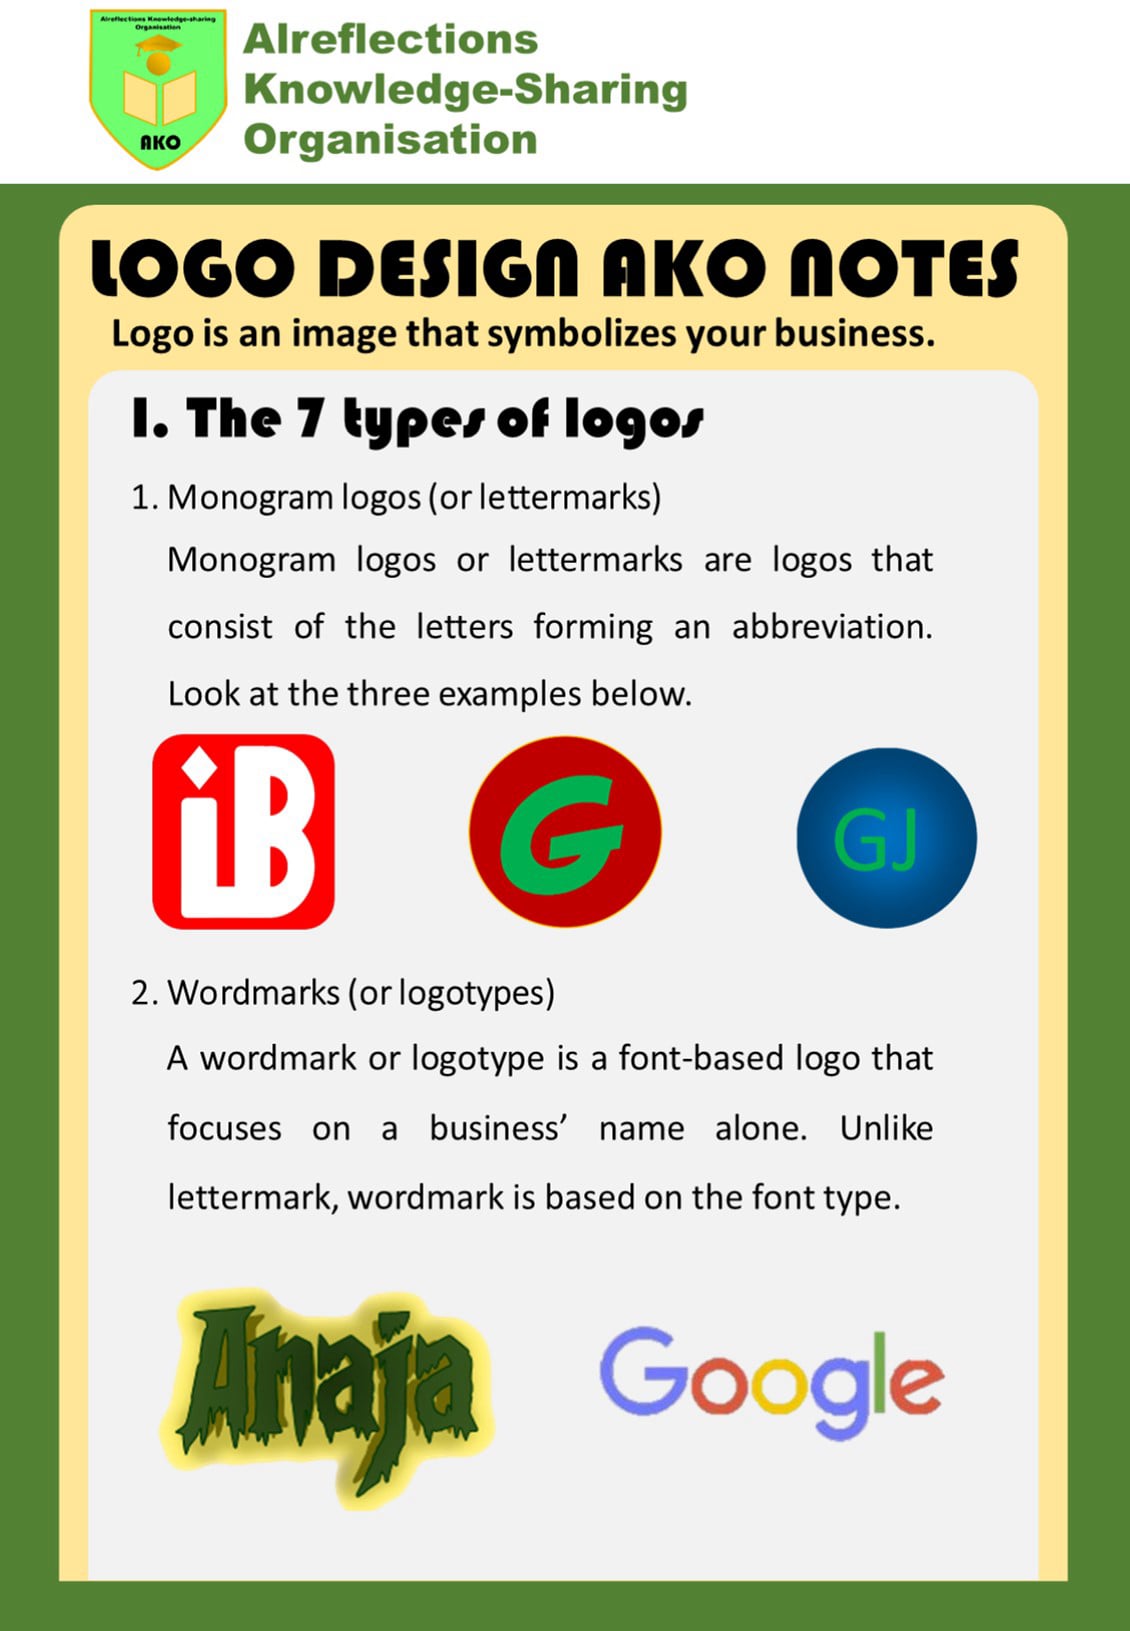 Alreflections Knowledge-sharing
Organisation
AKO
Alreflections
Knowledge-Sharing
Organisation
LOGO DESIGN AKO NOTES
Logo is an image that symbolizes your business.
I. The 7 types of logos
1. Monogram logos (or lettermarks)
Monogram logos or lettermarks are logos that
consist of the letters forming an abbreviation.
Look at the three examples below.
iB
G
GJ
2. Wordmarks (or logotypes)
A wordmark or logotype is a font-based logo that
focuses on a business’ name alone. Unlike
lettermark, wordmark is based on the font type.
Anaja
Google